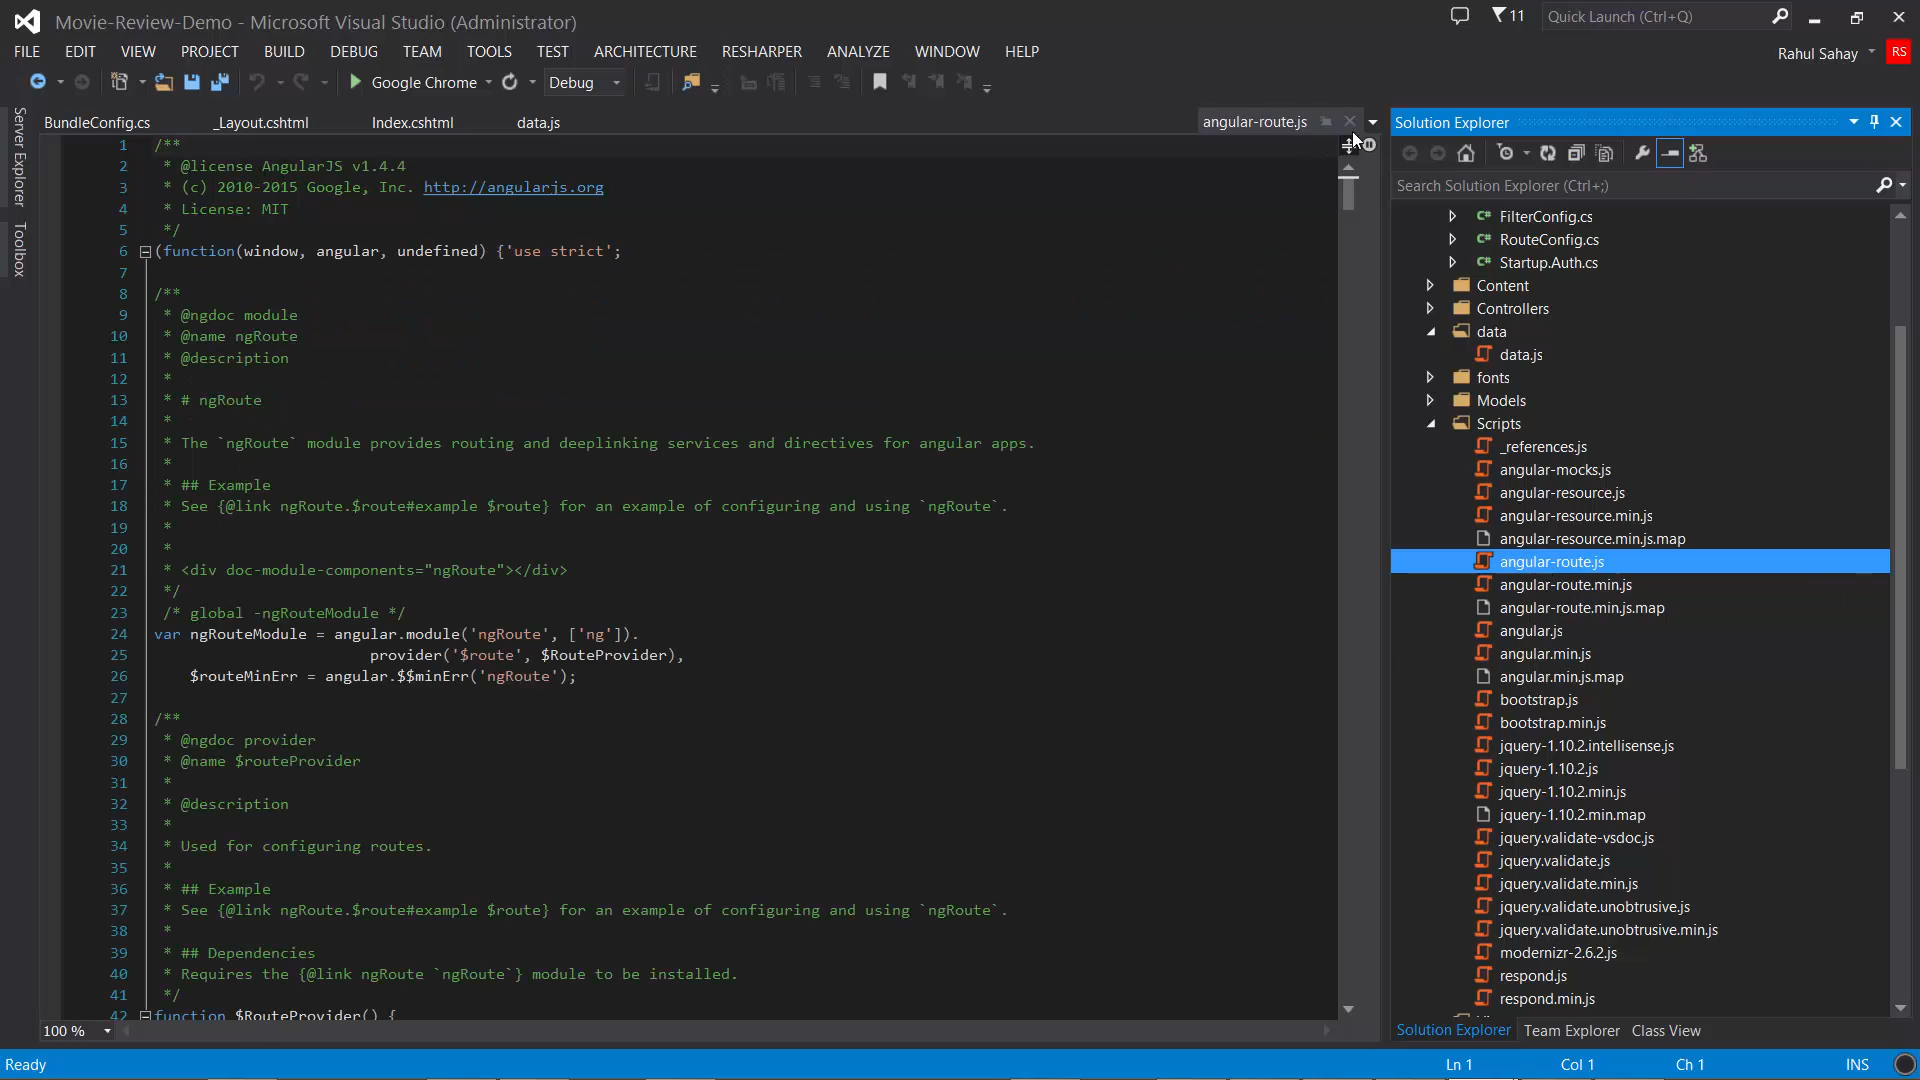 Movie-Review-Demo - Microsoft Visual Studio (Administrator)
11
Quick Launch (Ctrl+Q)
FILE EDIT VIEW PROJECT BUILD DEBUG TEAM TOOLS TEST ARCHITECTURE RESHARPER ANALYZE WINDOW HELP
Rahul Sahay RS
Google Chrome Debug
Server Explorer
Toolbox
BundleConfig.cs _Layout.cshtml Index.cshtml data.js angular-route.js
1 /**
2 * @license AngularJS v1.4.4
3 * (c) 2010-2015 Google, Inc. http://angularjs.org
4 * License: MIT
5 */
6 (function(window, angular, undefined) {'use strict';
7
8 /**
9 * @ngdoc module
10 * @name ngRoute
11 * @description
12 *
13 * # ngRoute
14 *
15 * The `ngRoute` module provides routing and deeplinking services and directives for angular apps.
16 *
17 * ## Example
18 * See {@link ngRoute.$route#example $route} for an example of configuring and using `ngRoute`.
19 *
20 *
21 * <div doc-module-components="ngRoute"></div>
22 */
23 /* global -ngRouteModule */
24 var ngRouteModule = angular.module('ngRoute', ['ng']).
25 provider('$route', $RouteProvider),
26 $routeMinErr = angular.$$minErr('ngRoute');
27
28 /**
29 * @ngdoc provider
30 * @name $routeProvider
31 *
32 * @description
33 *
34 * Used for configuring routes.
35 *
36 * ## Example
37 * See {@link ngRoute.$route#example $route} for an example of configuring and using `ngRoute`.
38 *
39 * ## Dependencies
40 * Requires the {@link ngRoute `ngRoute`} module to be installed.
41 */
42 function $RouteProvider() {
100 %
Solution Explorer
Search Solution Explorer (Ctrl+;)
FilterConfig.cs
RouteConfig.cs
Startup.Auth.cs
Content
Controllers
data
data.js
fonts
Models
Scripts
_references.js
angular-mocks.js
angular-resource.js
angular-resource.min.js
angular-resource.min.js.map
angular-route.js
angular-route.min.js
angular-route.min.js.map
angular.js
angular.min.js
angular.min.js.map
bootstrap.js
bootstrap.min.js
jquery-1.10.2.intellisense.js
jquery-1.10.2.js
jquery-1.10.2.min.js
jquery-1.10.2.min.map
jquery.validate-vsdoc.js
jquery.validate.js
jquery.validate.min.js
jquery.validate.unobtrusive.js
jquery.validate.unobtrusive.min.js
modernizr-2.6.2.js
respond.js
respond.min.js
Solution Explorer Team Explorer Class View
Ready Ln 1 Col 1 Ch 1 INS